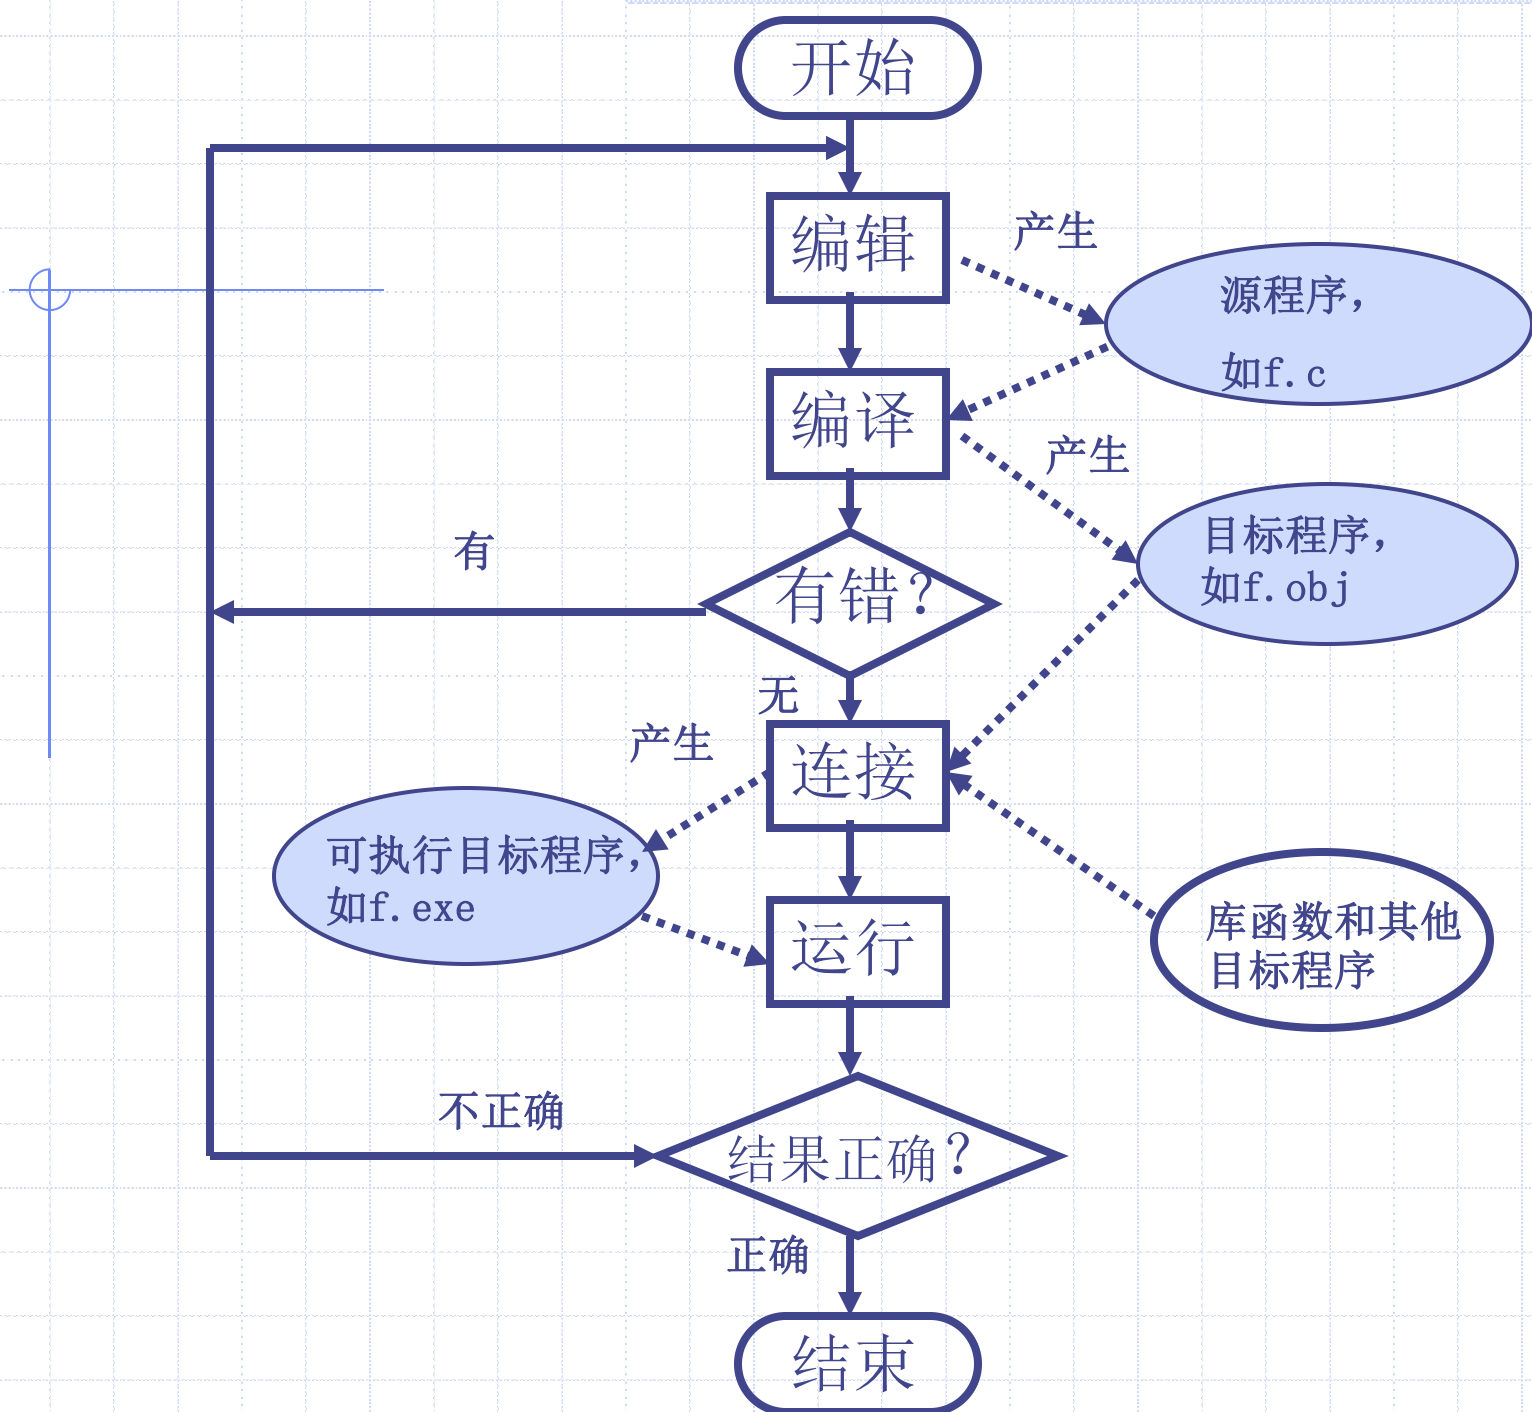 开始
编辑
产生
源程序，
如f.c
编译
产生
目标程序，
如f.obj
有
有错?
无
产生
连接
可执行目标程序，
如f.exe
库函数和其他
目标程序
运行
不正确
结果正确?
正确
结束